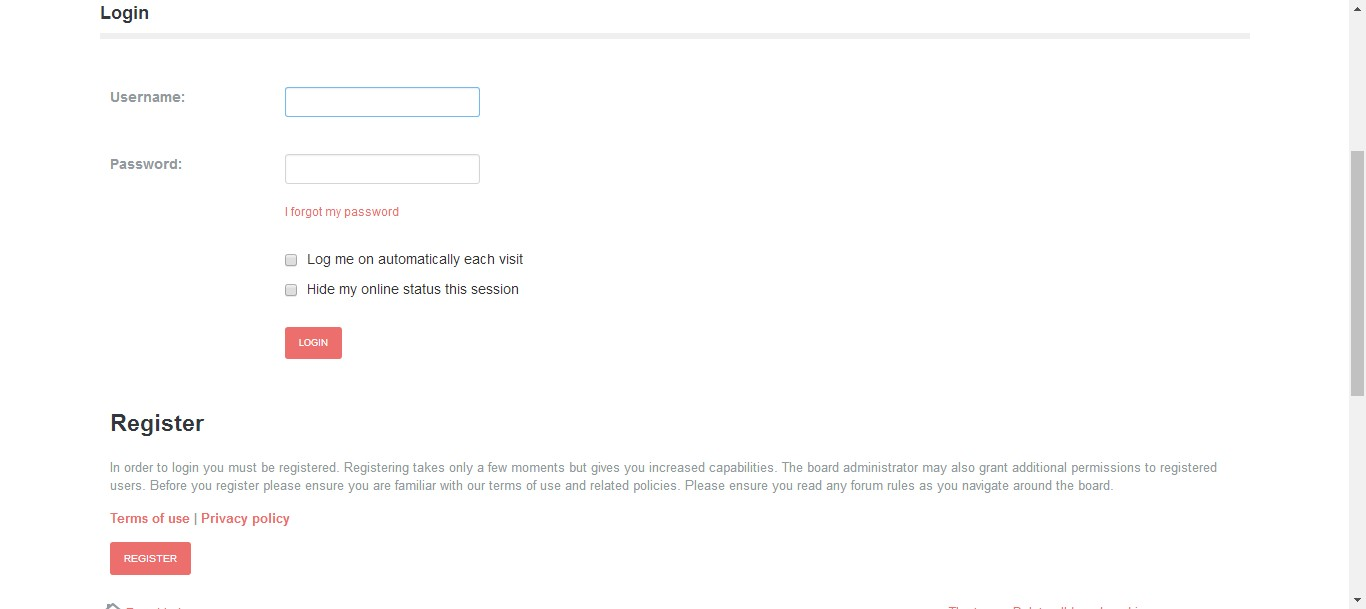 Login
Username:
Password:
I forgot my password
Log me on automatically each visit
Hide my online status this session
LOGIN
Register
In order to login you must be registered. Registering takes only a few moments but gives you increased capabilities. The board administrator may also grant additional permissions to registered
users. Before you register please ensure you are familiar with our terms of use and related policies. Please ensure you read any forum rules as you navigate around the board.
Terms of use | Privacy policy
REGISTER